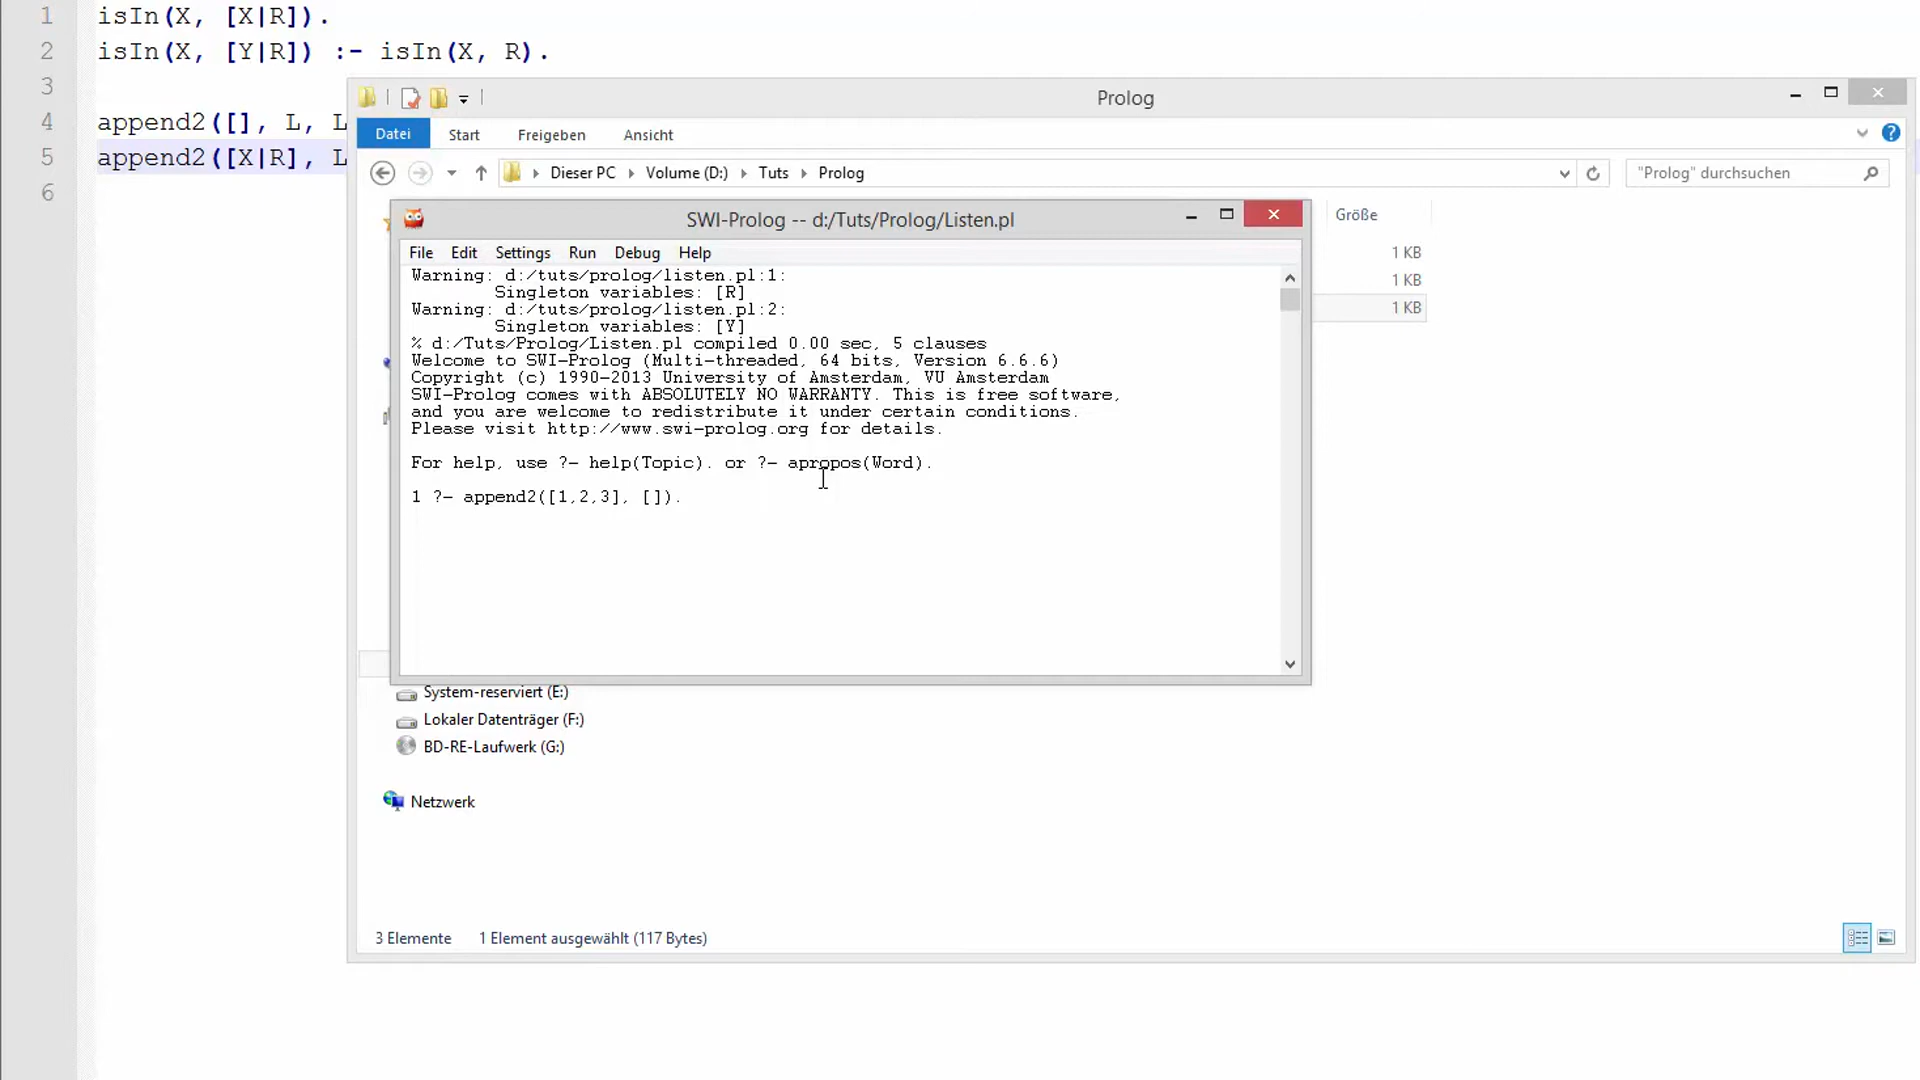 1 isIn(X, [X|R]).
2 isIn(X, [Y|R]) :- isIn(X, R).
3
4 append2([], L, L
5 append2([X|R], L
6
Prolog
Datei Start Freigeben Ansicht
Dieser PC Volume (D:) Tuts Prolog
"Prolog" durchsuchen
Größe
1 KB
1 KB
1 KB
SWI-Prolog -- d:/Tuts/Prolog/Listen.pl
File Edit Settings Run Debug Help
Warning: d:/tuts/prolog/listen.pl:1:
Singleton variables: [R]
Warning: d:/tuts/prolog/listen.pl:2:
Singleton variables: [Y]
% d:/Tuts/Prolog/Listen.pl compiled 0.00 sec, 5 clauses
Welcome to SWI-Prolog (Multi-threaded, 64 bits, Version 6.6.6)
Copyright (c) 1990-2013 University of Amsterdam, VU Amsterdam
SWI-Prolog comes with ABSOLUTELY NO WARRANTY. This is free software,
and you are welcome to redistribute it under certain conditions.
Please visit http://www.swi-prolog.org for details.
For help, use ?- help(Topic). or ?- apropos(Word).
1 ?- append2([1,2,3], []).
System-reserviert (E:)
Lokaler Datenträger (F:)
BD-RE-Laufwerk (G:)
Netzwerk
3 Elemente 1 Element ausgewählt (117 Bytes)